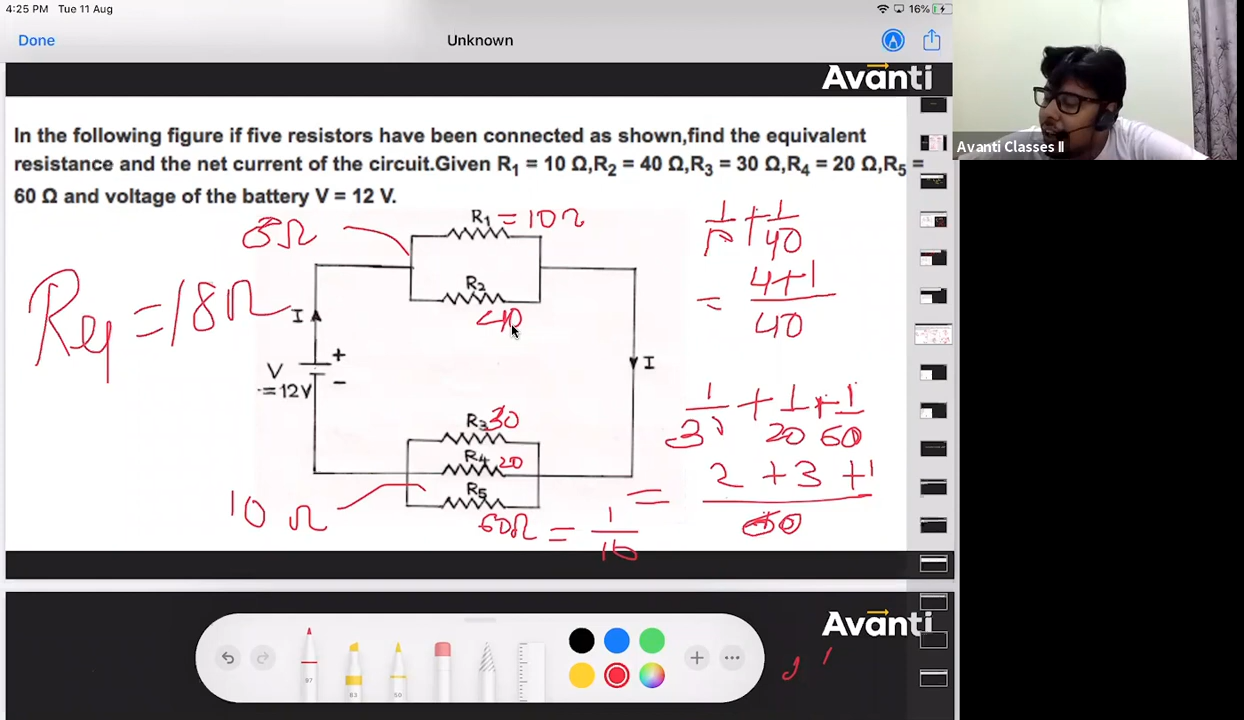 4:25 PM Tue 11 Aug
16%
Done
Unknown
Avanti
Avanti Classes II
In the following figure if five resistors have been connected as shown,find the equivalent
resistance and the net current of the circuit.Given R1 = 10 Ω,R2 = 40 Ω,R3 = 30 Ω,R4 = 20 Ω,R5 =
60 Ω and voltage of the battery V = 12 V.
R1 = 10Ω
8Ω
1/10 + 1/40
R2
40
= 4+1/40
Req = 18Ω
I
I
V
= 12V
+
-
R3 30
R4 20
R5
60Ω
10 Ω
1/30 + 1/20 + 1/60
= 2 + 3 + 1/60
= 1/10
Avanti
97
83
50